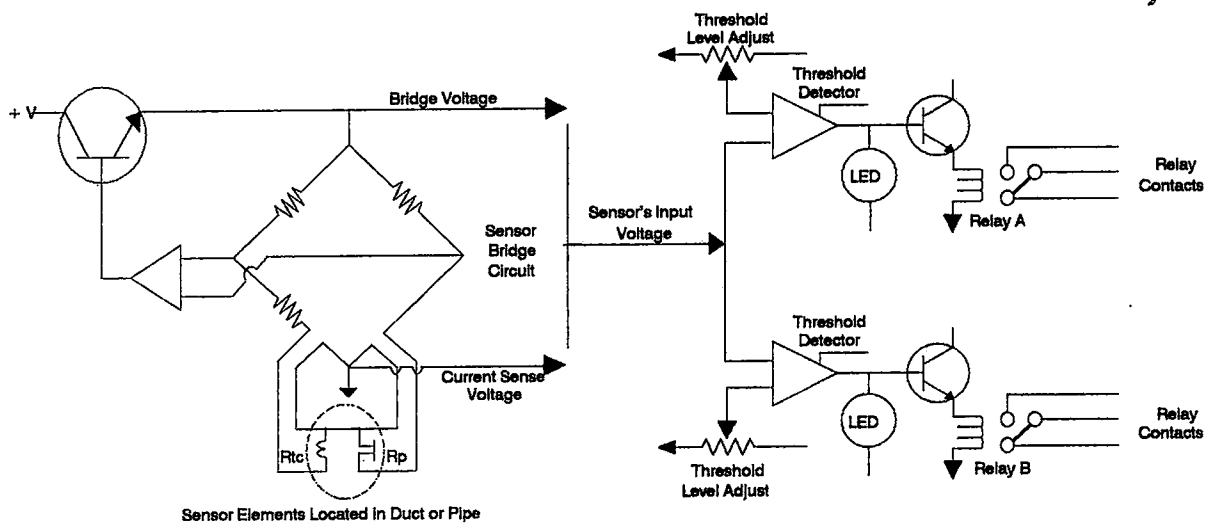 Threshold
Level Adjust
Threshold
Detector
+ V
Bridge Voltage
LED
Relay
Contacts
Relay A
Sensor's Input
Voltage
Sensor
Bridge
Circuit
Threshold
Detector
Current Sense
Voltage
LED
Relay
Contacts
Relay B
Rtc
Rp
Threshold
Level Adjust
Sensor Elements Located in Duct or Pipe